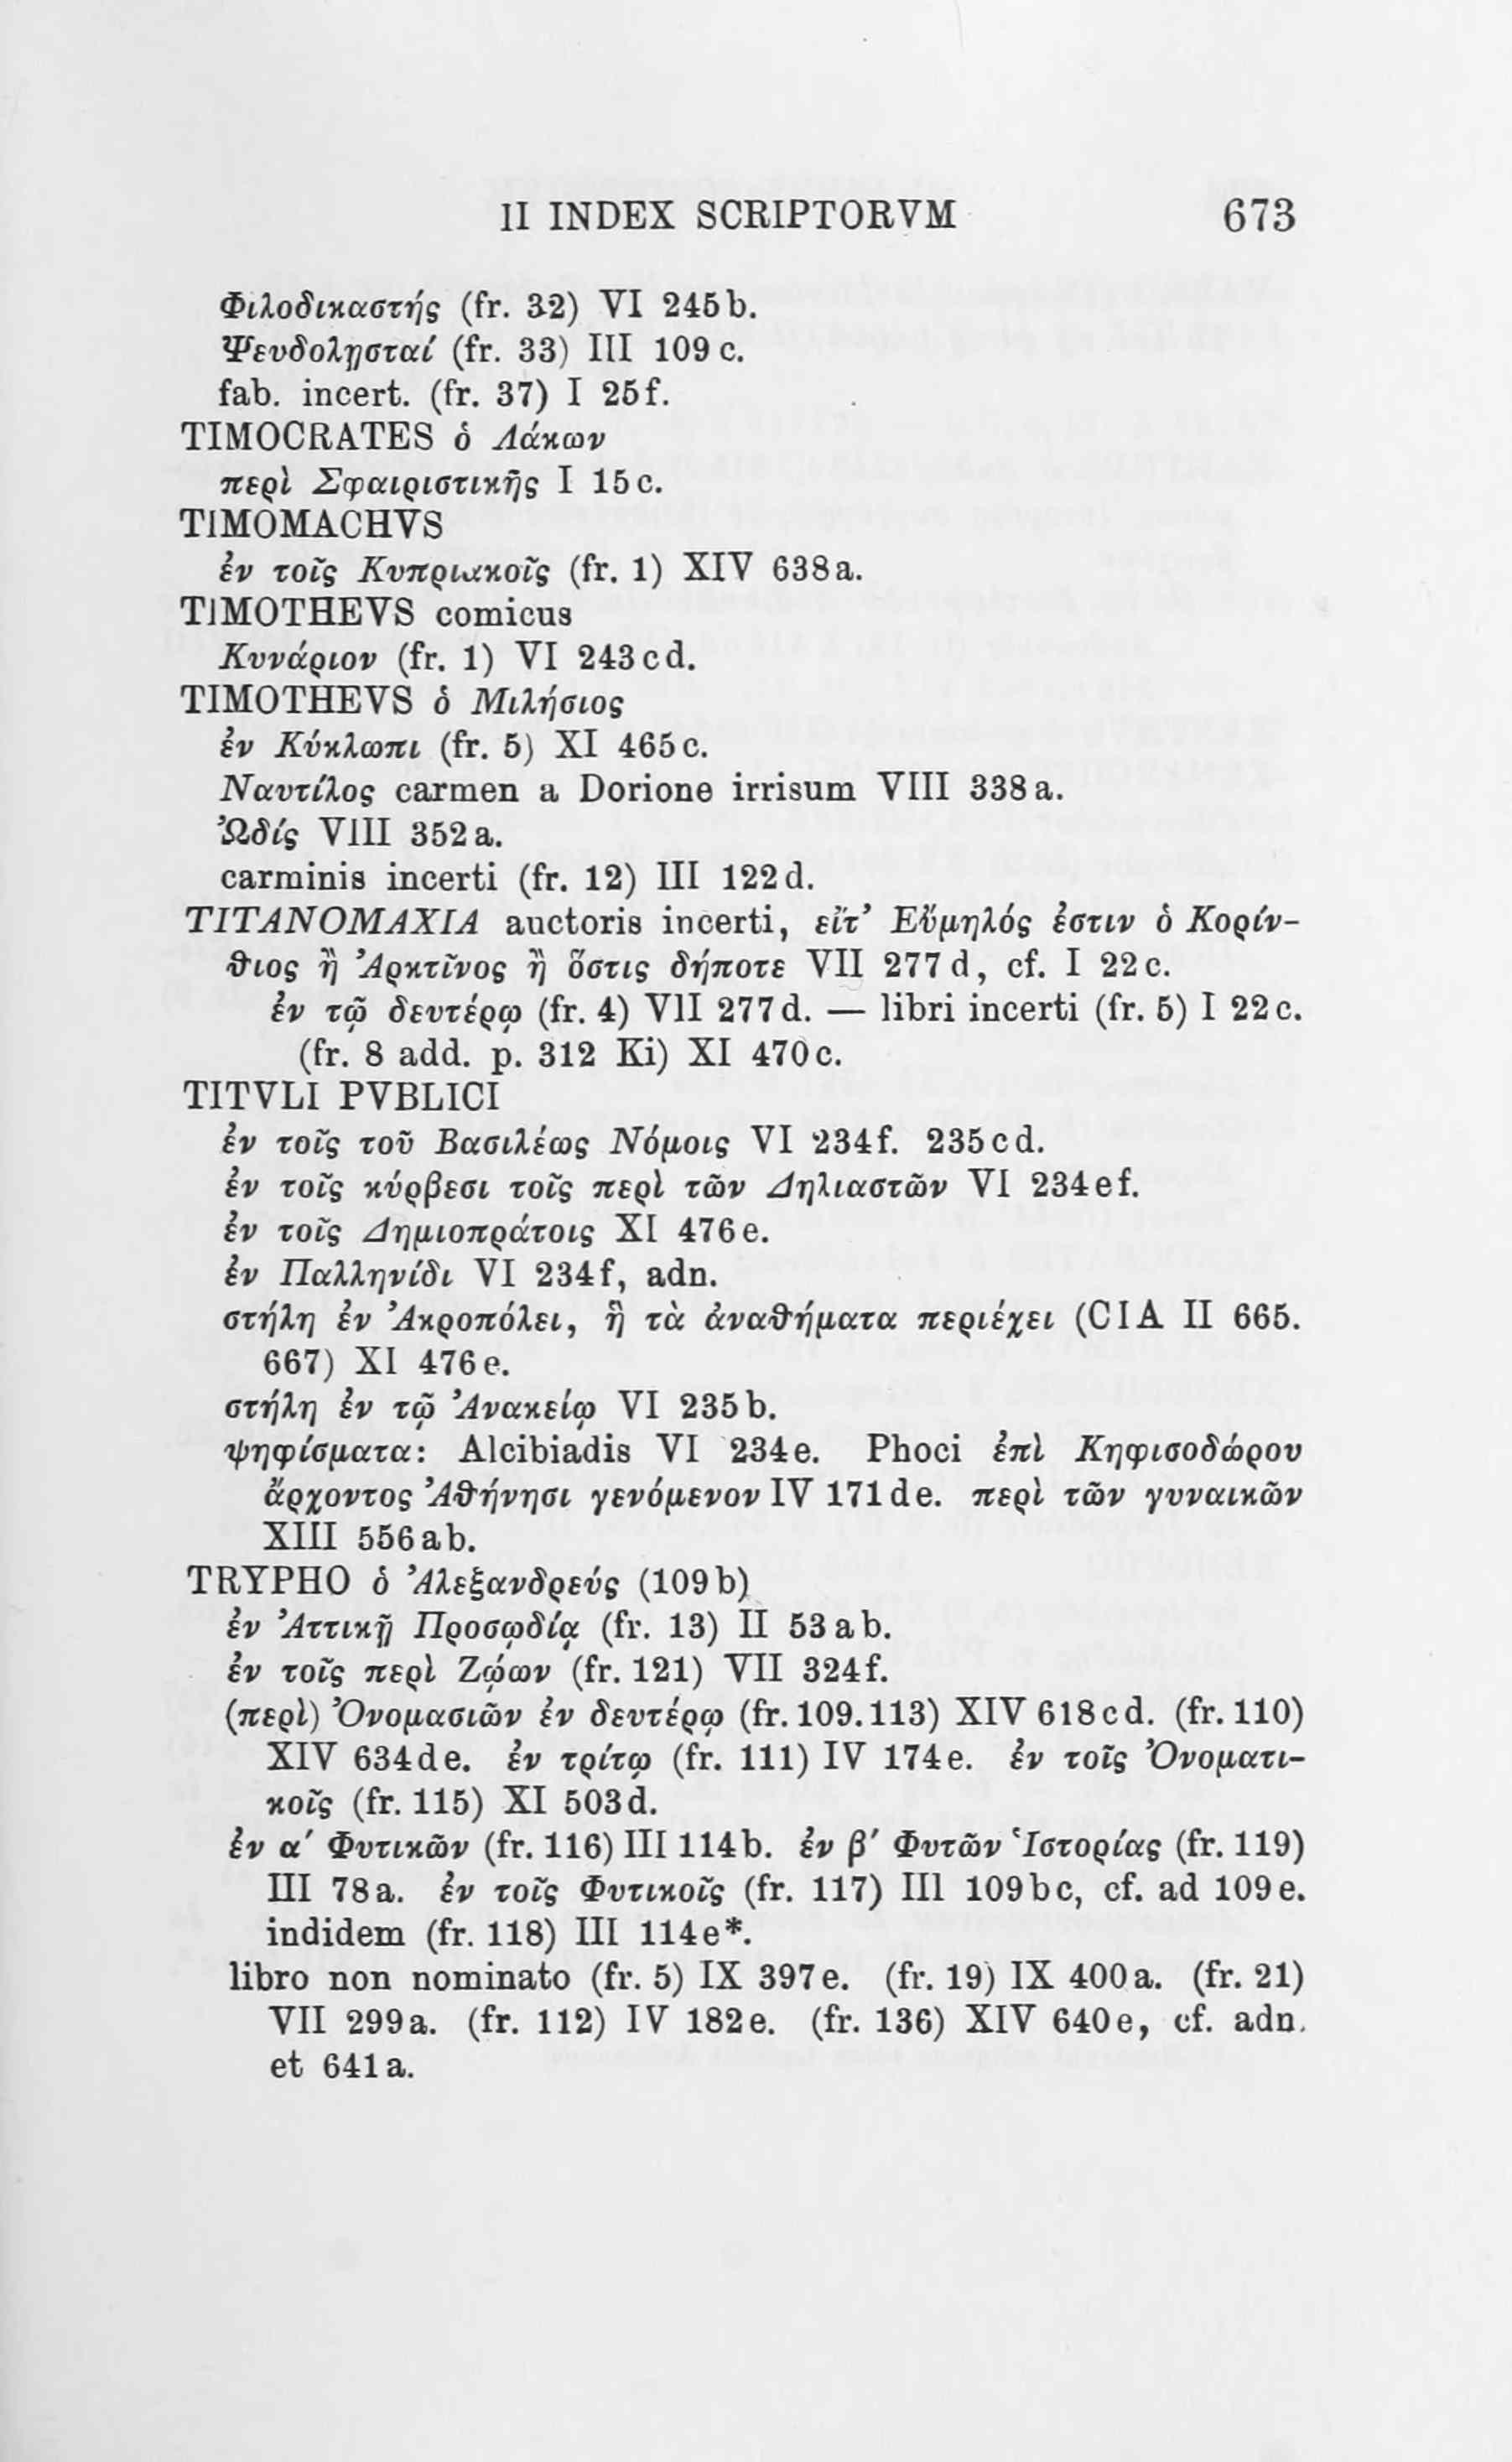 II INDEX SCRIPTORVM 673
Φιλοδικαστής (fr. 32) VI 245b.
Ψευδολῃσταί (fr. 33) III 109c.
fab. incert. (fr. 37) I 25f.
TIMOCRATES ὁ Λάκων
περὶ Σφαιριστικῆς I 15c.
TIMOMACHVS
ἐν τοῖς Κυπριακοῖς (fr. 1) XIV 638a.
TIMOTHEVS comicus
Κυνάριον (fr. 1) VI 243cd.
TIMOTHEVS ὁ Μιλήσιος
ἐν Κύκλωπι (fr. 5) XI 465c.
Ναυτίλος carmen a Dorione irrisum VIII 338a.
Ὠδίς VIII 352a.
carminis incerti (fr. 12) III 122d.
TITANOMAXIA auctoris incerti, εἴτ’ Εὔμηλός ἐστιν ὁ Κορίν-
θιος ἢ Ἀρκτῖνος ἢ ὅστις δήποτε VII 277d, cf. I 22c.
ἐν τῷ δευτέρῳ (fr. 4) VII 277d. — libri incerti (fr. 5) I 22c.
(fr. 8 add. p. 312 Ki) XI 470c.
TITVLI PVBLICI
ἐν τοῖς τοῦ Βασιλέως Νόμοις VI 234f. 235cd.
ἐν τοῖς κύρβεσι τοῖς περὶ τῶν Δηλιαστῶν VI 234ef.
ἐν τοῖς Δημιοπράτοις XI 476e.
ἐν Παλληνίδι VI 234f, adn.
στήλη ἐν Ἀκροπόλει, ἣ τὰ ἀναθήματα περιέχει (CIA II 665.
667) XI 476e.
στήλη ἐν τῷ Ἀνακείῳ VI 235b.
ψηφίσματα: Alcibiadis VI 234e. Phoci ἐπὶ Κηφισοδώρου
ἄρχοντος Ἀθήνησι γενόμενον IV 171de. περὶ τῶν γυναικῶν
XIII 556ab.
TRYPHO ὁ Ἀλεξανδρεύς (109b)
ἐν Ἀττικῇ Προσῳδίᾳ (fr. 13) II 53ab.
ἐν τοῖς περὶ Ζῴων (fr. 121) VII 324f.
(περὶ) Ὀνομασιῶν ἐν δευτέρῳ (fr. 109. 113) XIV 618cd. (fr. 110)
XIV 634de. ἐν τρίτῳ (fr. 111) IV 174e. ἐν τοῖς Ὀνοματι-
κοῖς (fr. 115) XI 503d.
ἐν α′ Φυτικῶν (fr. 116) III 114b. ἐν β′ Φυτῶν Ἱστορίας (fr. 119)
III 78a. ἐν τοῖς Φυτικοῖς (fr. 117) III 109bc, cf. ad 109e.
indidem (fr. 118) III 114e*.
libro non nominato (fr. 5) IX 397e. (fr. 19) IX 400a. (fr. 21)
VII 299a. (fr. 112) IV 182e. (fr. 136) XIV 640e, cf. adn.
et 641a.